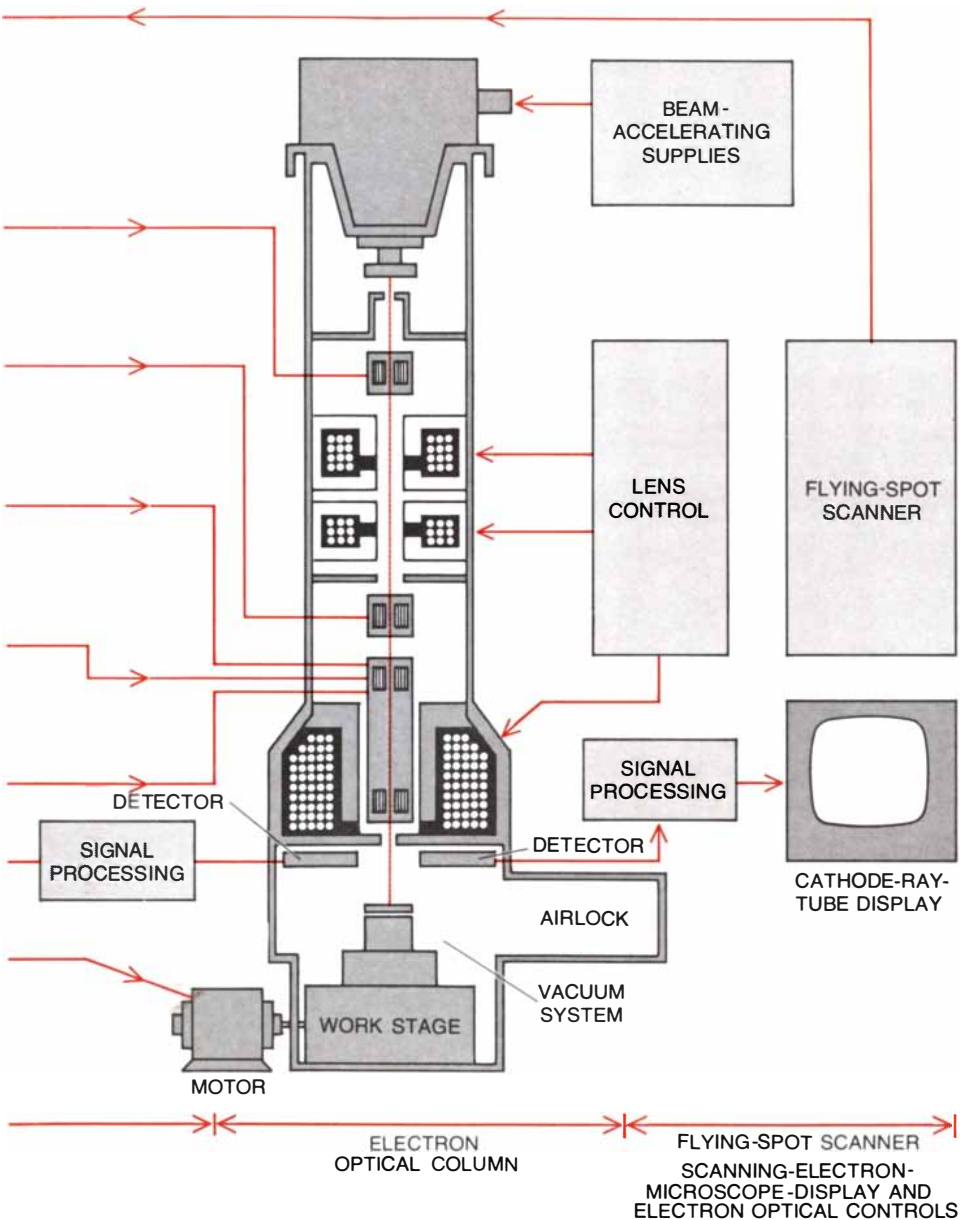 BEAM-
ACCELERATING
SUPPLIES
LENS
CONTROL
FLYING-SPOT
SCANNER
SIGNAL
PROCESSING
DETECTOR
SIGNAL
PROCESSING
DETECTOR
CATHODE-RAY-
TUBE DISPLAY
AIRLOCK
VACUUM
SYSTEM
WORK STAGE
MOTOR
ELECTRON
OPTICAL COLUMN
FLYING-SPOT SCANNER
SCANNING-ELECTRON-
MICROSCOPE-DISPLAY AND
ELECTRON OPTICAL CONTROLS